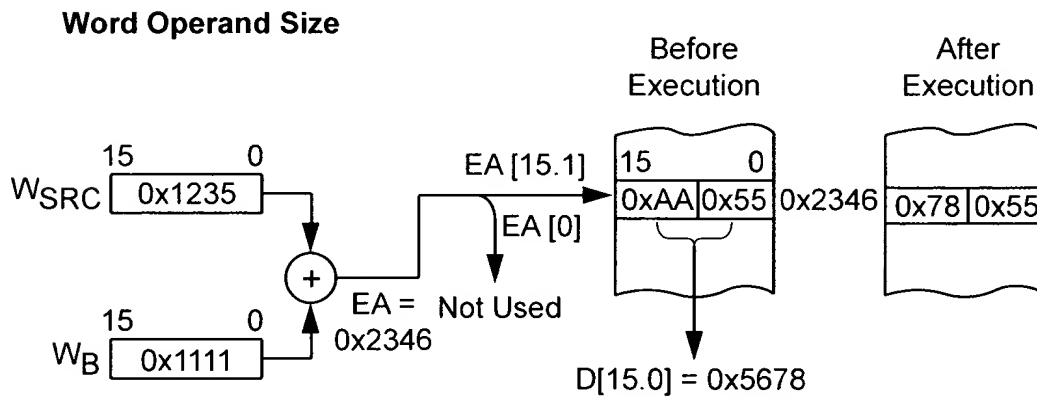 Word Operand Size
Before
Execution
After
Execution
15 0
WSRC 0x1235
EA [15.1]
EA [0]
Not Used
15 0
0xAA 0x55 0x2346
0x78 0x55
+
EA =
0x2346
15 0
WB 0x1111
D[15.0] = 0x5678